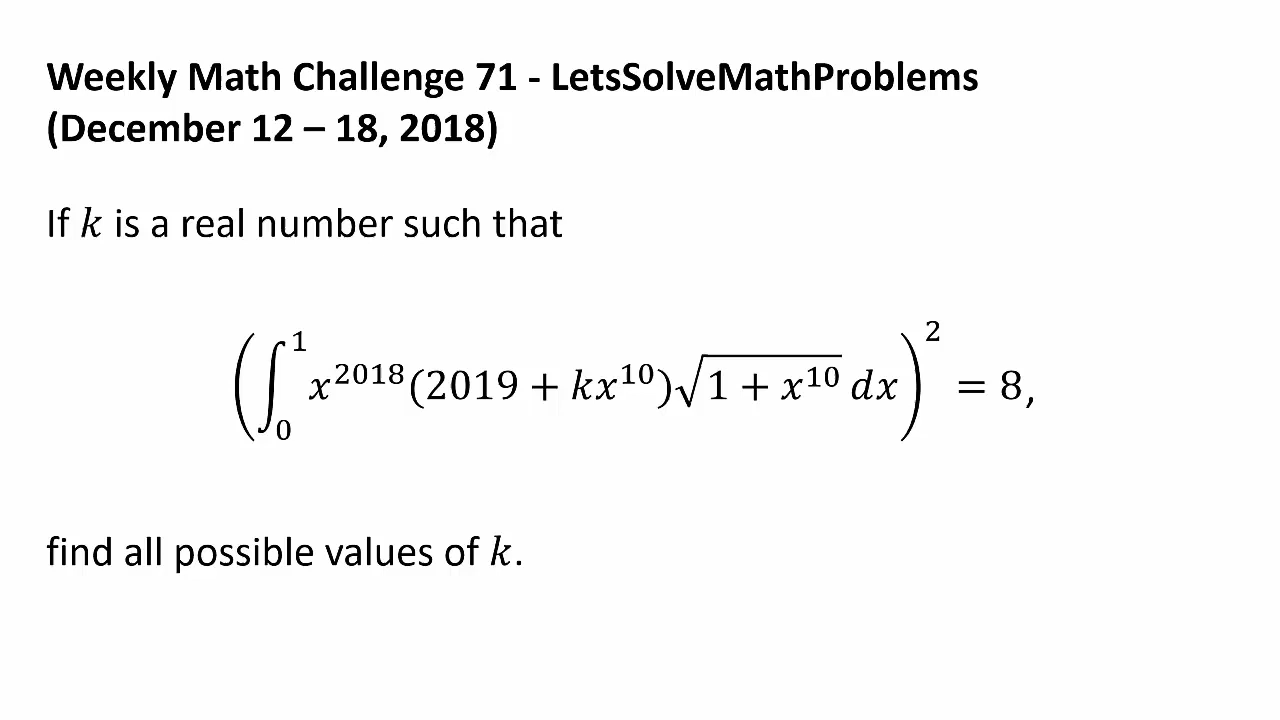 Weekly Math Challenge 71 - LetsSolveMathProblems
(December 12 – 18, 2018)
If 𝑘 is a real number such that
(∫₀¹ 𝑥²⁰¹⁸(2019 + 𝑘𝑥¹⁰)√(1 + 𝑥¹⁰) 𝑑𝑥)² = 8,
find all possible values of 𝑘.